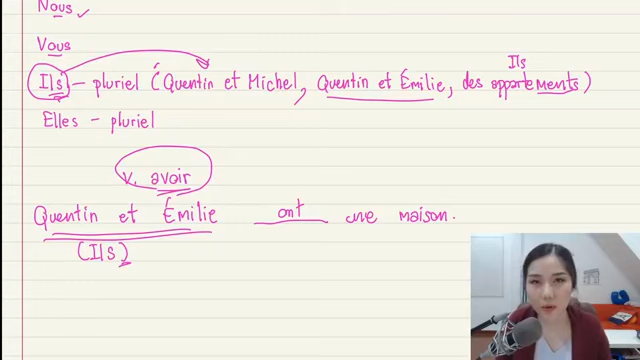 Nous ✓
Vous
Ils
Ils – pluriel (Quentin et Michel, Quentin et Émilie, des appartements)
Elles – pluriel
v. avoir
Quentin et Émilie ont une maison.
(Ils)